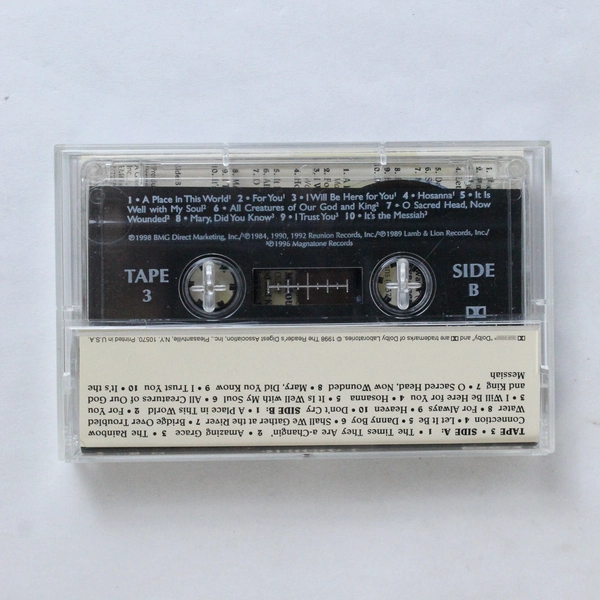 1 • A Place In This World¹ 2 • For You¹ 3 • I Will Be Here for You¹ 4 • Hosanna¹ 5 • It Is
Well with My Soul² 6 • All Creatures of Our God and King² 7 • O Sacred Head, Now
Wounded² 8 • Mary, Did You Know³ 9 • I Trust You¹ 10 • It's the Messiah³
℗1998 BMG Direct Marketing, Inc./¹℗1984, 1990, 1992 Reunion Records, Inc./²℗1989 Lamb & Lion Records, Inc./
³℗1996 Magnatone Records
TAPE
3
SIDE
B
TAPE 3 • SIDE A: 1 • The Times They Are a-Changin' 2 • Amazing Grace 3 • The Rainbow
Connection 4 • Let It Be 5 • Danny Boy 6 • Shall We Gather at the River 7 • Bridge Over Troubled
Water 8 • For Always 9 • Heaven 10 • Don't Cry SIDE B: 1 • A Place in This World 2 • For You
3 • I Will Be Here for You 4 • Hosanna 5 • It Is Well with My Soul 6 • All Creatures of Our God
and King 7 • O Sacred Head, Now Wounded 8 • Mary, Did You Know 9 • I Trust You 10 • It's the
Messiah
"Dolby" and are trademarks of Dolby Laboratories. © 1998 The Reader's Digest Association, Inc., Pleasantville, N.Y. 10570. Printed in U.S.A.